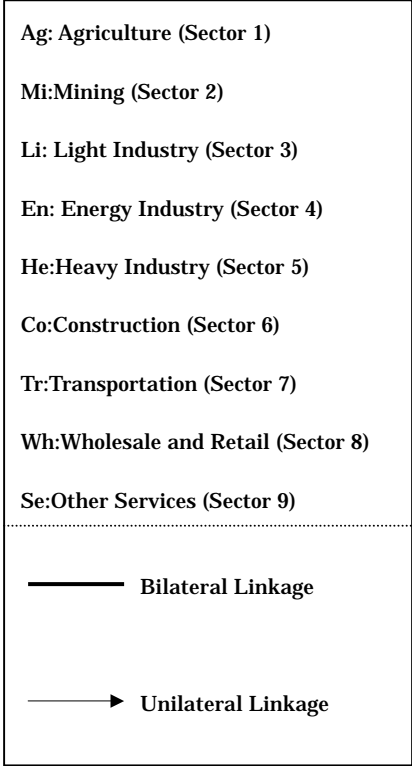 Ag: Agriculture (Sector 1)
Mi:Mining (Sector 2)
Li: Light Industry (Sector 3)
En: Energy Industry (Sector 4)
He:Heavy Industry (Sector 5)
Co:Construction (Sector 6)
Tr:Transportation (Sector 7)
Wh:Wholesale and Retail (Sector 8)
Se:Other Services (Sector 9)
Bilateral Linkage
Unilateral Linkage